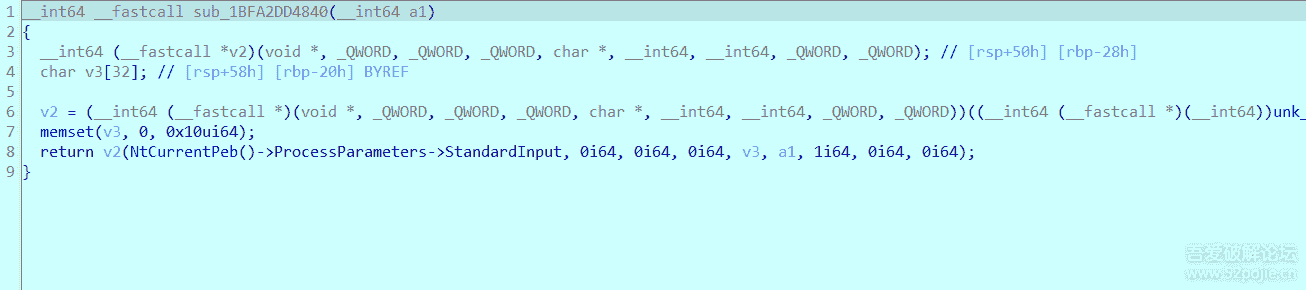 1 __int64 __fastcall sub_1BFA2DD4840(__int64 a1)
2 {
3 __int64 (__fastcall *v2)(void *, _QWORD, _QWORD, _QWORD, char *, __int64, __int64, _QWORD, _QWORD); // [rsp+50h] [rbp-28h]
4 char v3[32]; // [rsp+58h] [rbp-20h] BYREF
5
6 v2 = (__int64 (__fastcall *)(void *, _QWORD, _QWORD, _QWORD, char *, __int64, __int64, _QWORD, _QWORD))((__int64 (__fastcall *)(__int64))unk_
7 memset(v3, 0, 0x10ui64);
8 return v2(NtCurrentPeb()->ProcessParameters->StandardInput, 0i64, 0i64, 0i64, v3, a1, 1i64, 0i64, 0i64);
9 }
吾爱破解论坛
www.52pojie.cn